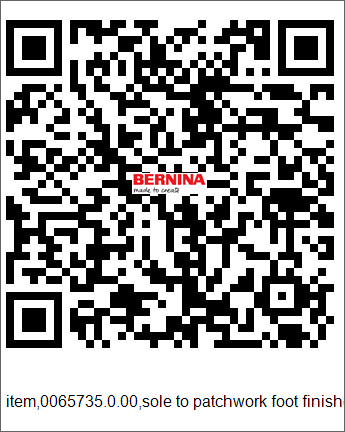 BERNINA
made to create
item,0065735.0.00,sole to patchwork foot finish